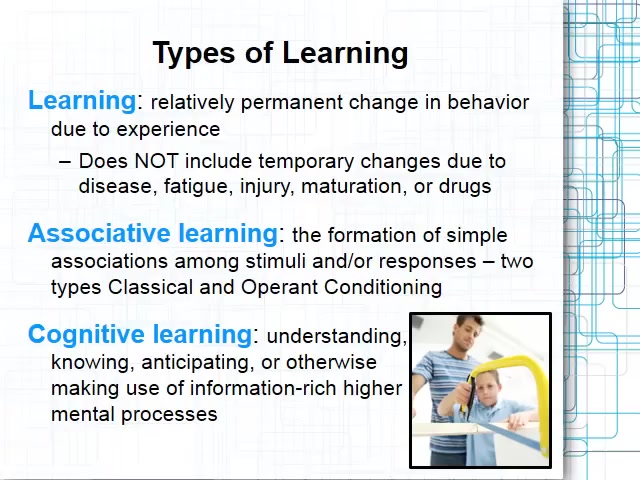 Types of Learning
Learning: relatively permanent change in behavior
due to experience
– Does NOT include temporary changes due to
disease, fatigue, injury, maturation, or drugs
Associative learning: the formation of simple
associations among stimuli and/or responses – two
types Classical and Operant Conditioning
Cognitive learning: understanding,
knowing, anticipating, or otherwise
making use of information-rich higher
mental processes